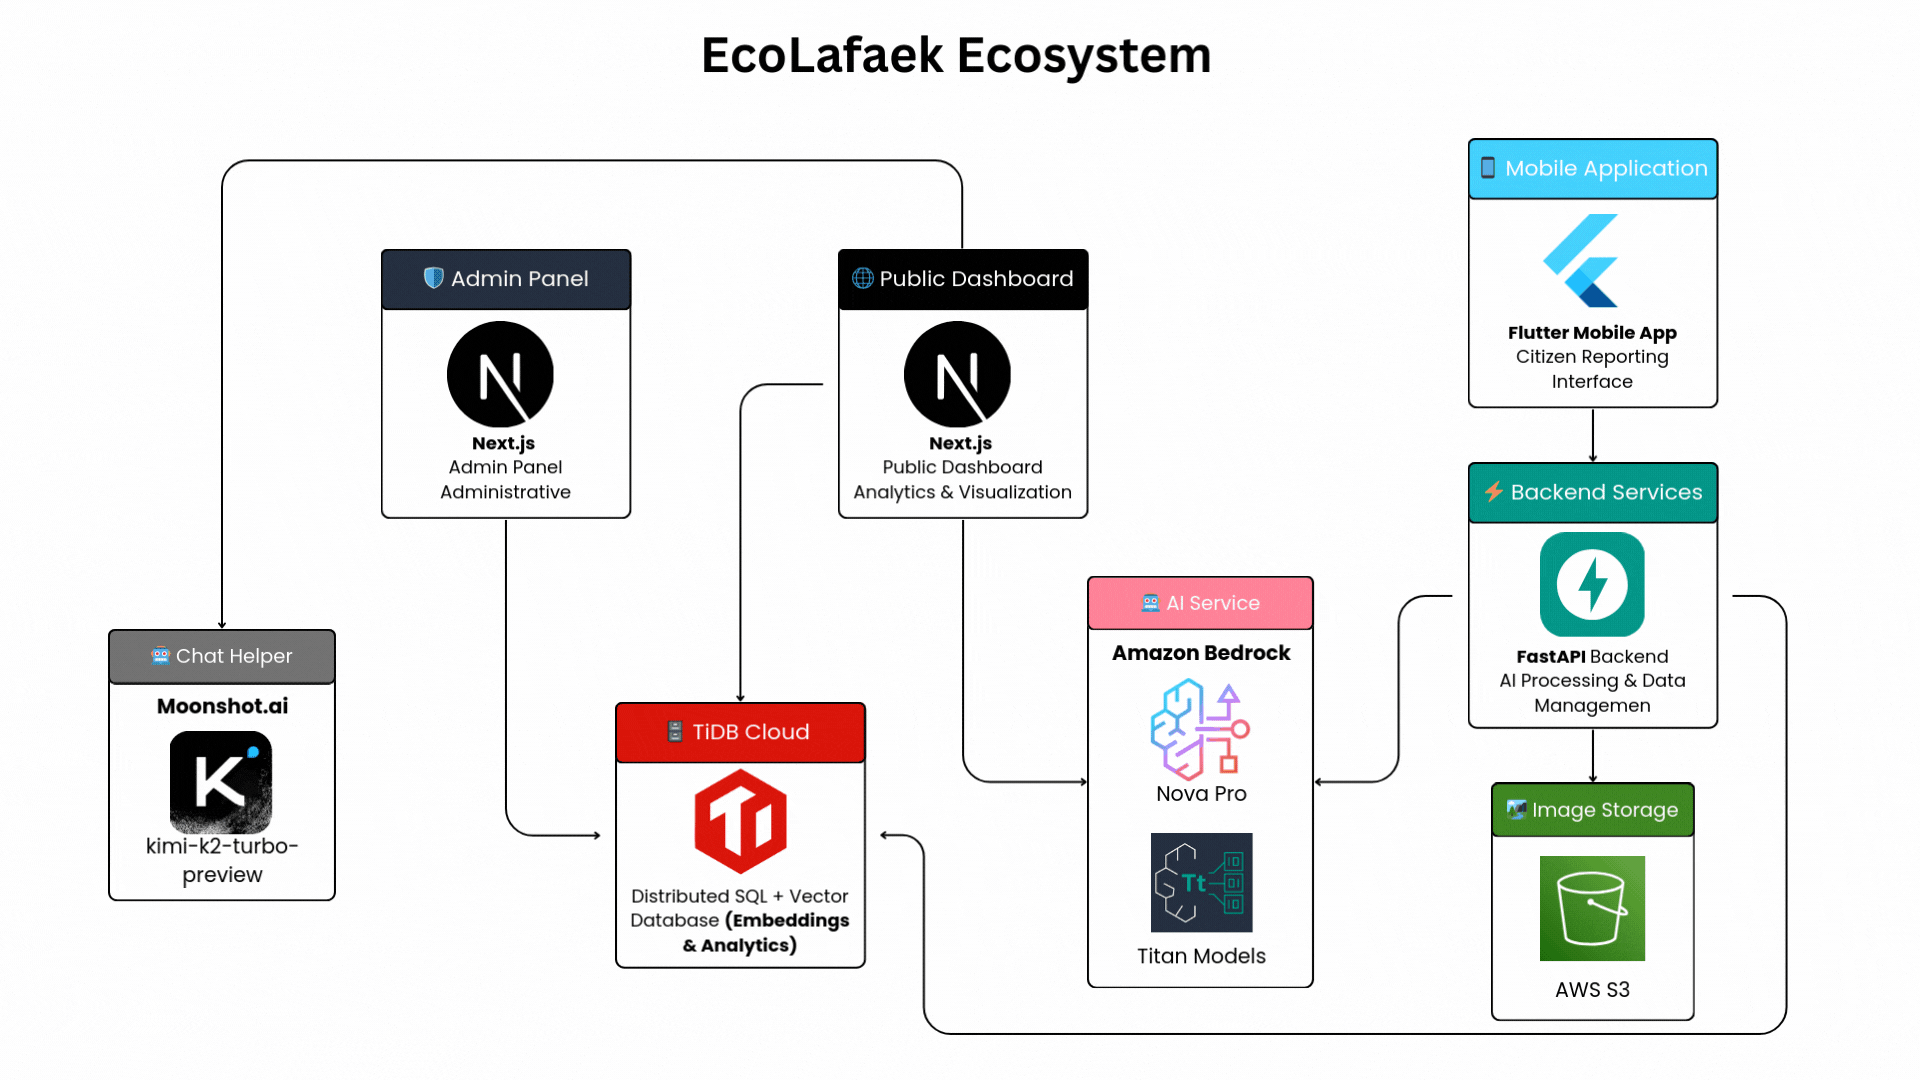 EcoLafaek Ecosystem
Mobile Application
Flutter Mobile App
Citizen Reporting
Interface
Admin Panel
Next.js
Admin Panel
Administrative
Public Dashboard
Next.js
Public Dashboard
Analytics & Visualization
Backend Services
FastAPI Backend
AI Processing & Data
Managemen
AI Service
Amazon Bedrock
Nova Pro
Tt
Titan Models
Chat Helper
Moonshot.ai
K
kimi-k2-turbo-
preview
TiDB Cloud
Distributed SQL + Vector
Database (Embeddings
& Analytics)
Image Storage
AWS S3